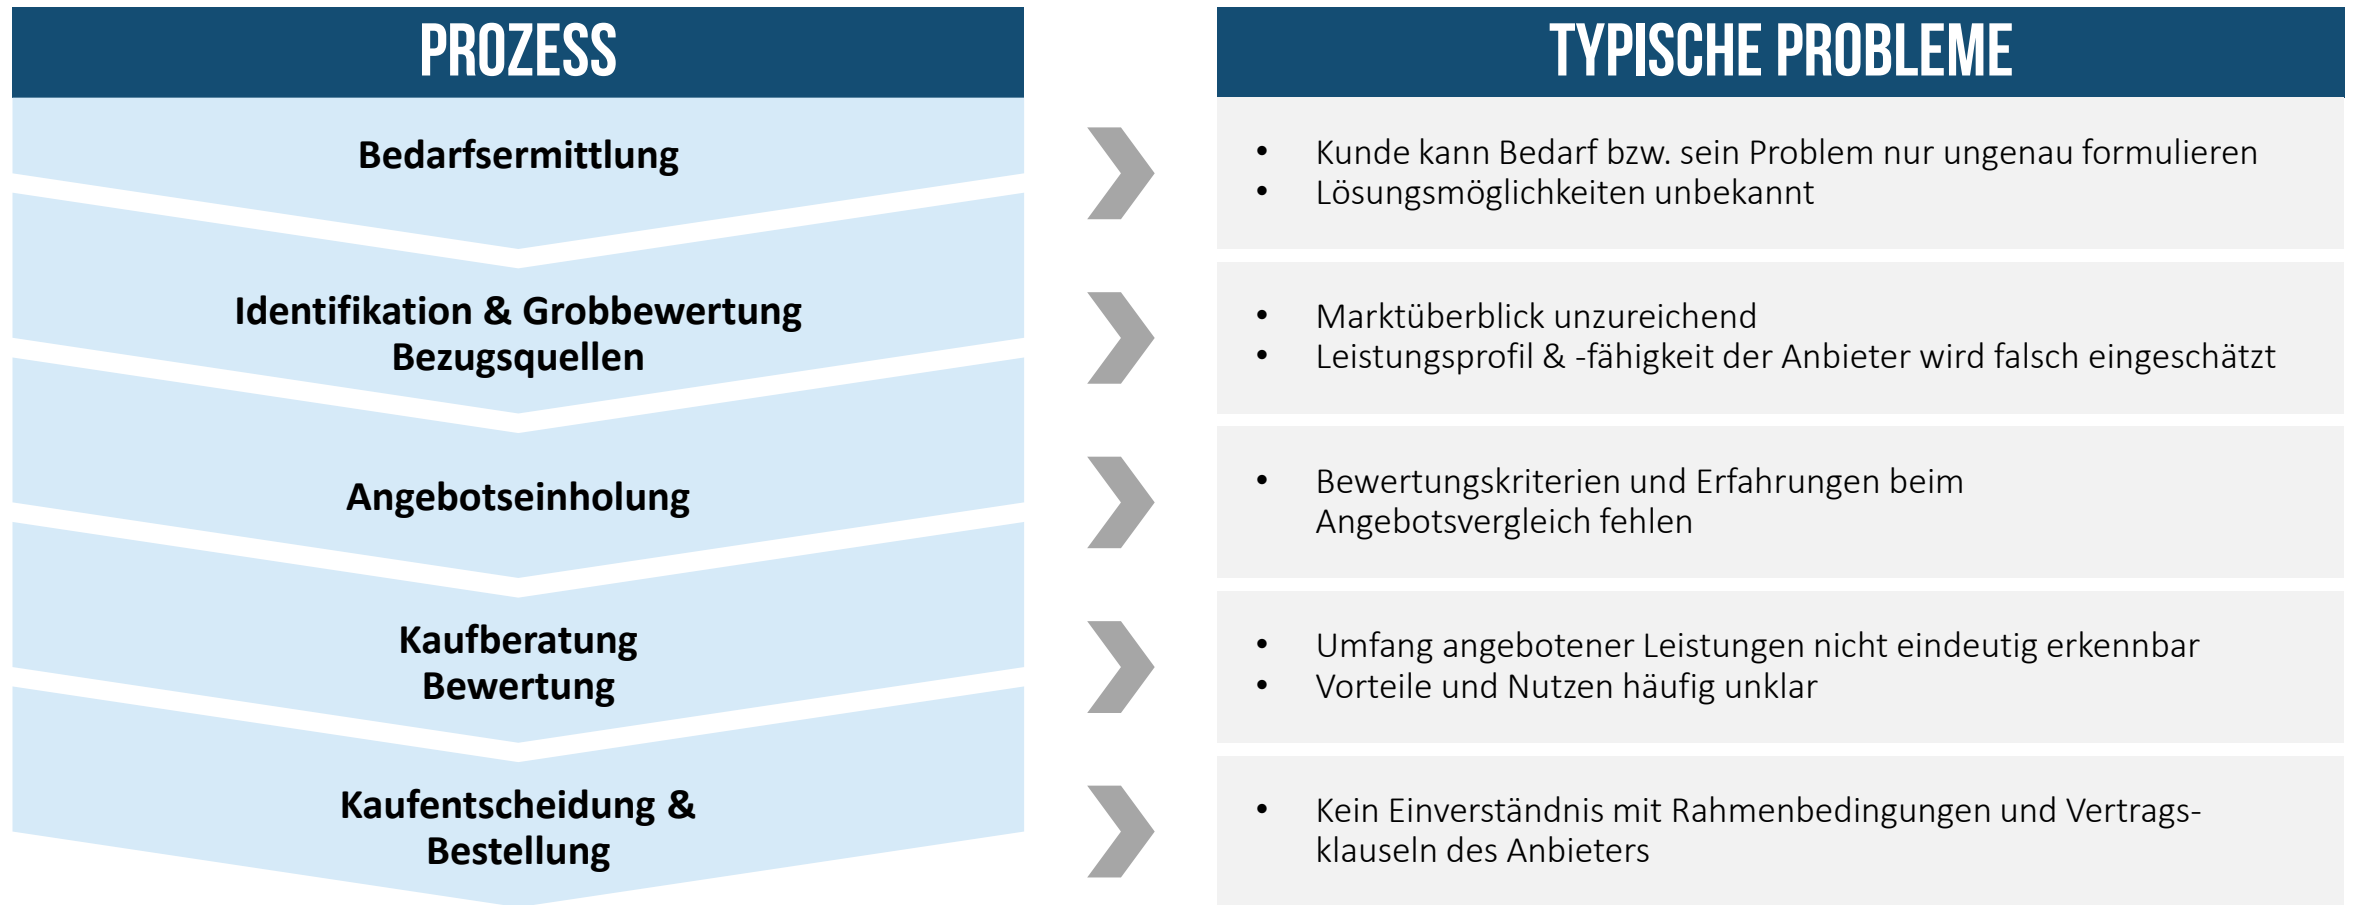 PROZESS
TYPISCHE PROBLEME
Bedarfsermittlung
• Kunde kann Bedarf bzw. sein Problem nur ungenau formulieren
• Lösungsmöglichkeiten unbekannt
Identifikation & Grobbewertung
Bezugsquellen
• Marktüberblick unzureichend
• Leistungsprofil & -fähigkeit der Anbieter wird falsch eingeschätzt
Angebotseinholung
• Bewertungskriterien und Erfahrungen beim
Angebotsvergleich fehlen
Kaufberatung
Bewertung
• Umfang angebotener Leistungen nicht eindeutig erkennbar
• Vorteile und Nutzen häufig unklar
Kaufentscheidung &
Bestellung
• Kein Einverständnis mit Rahmenbedingungen und Vertrags-
klauseln des Anbieters